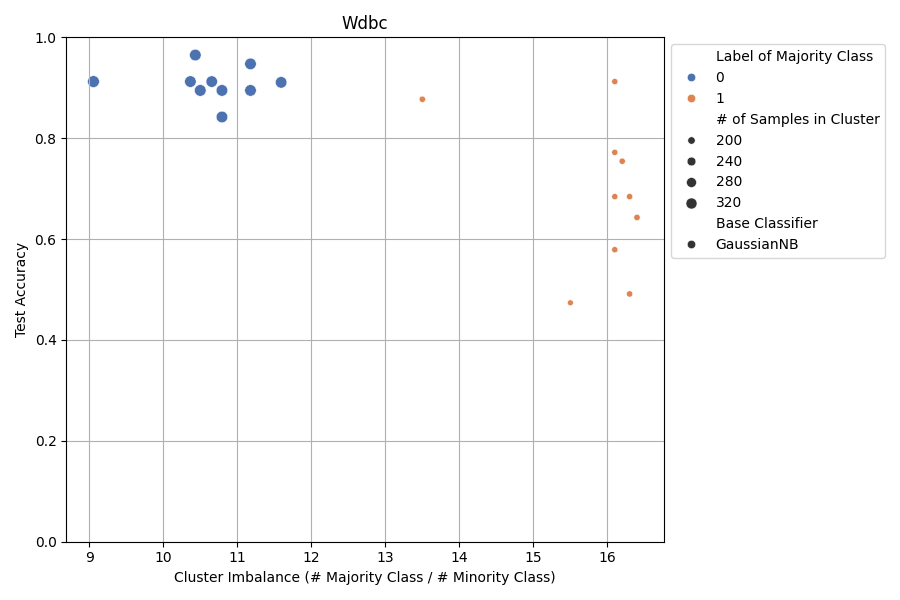 Wdbc
1.0
0.8
0.6
0.4
0.2
0.0
Test Accuracy
9
10
11
12
13
14
15
16
Cluster Imbalance (# Majority Class / # Minority Class)
Label of Majority Class
0
1
# of Samples in Cluster
200
240
280
320
Base Classifier
GaussianNB